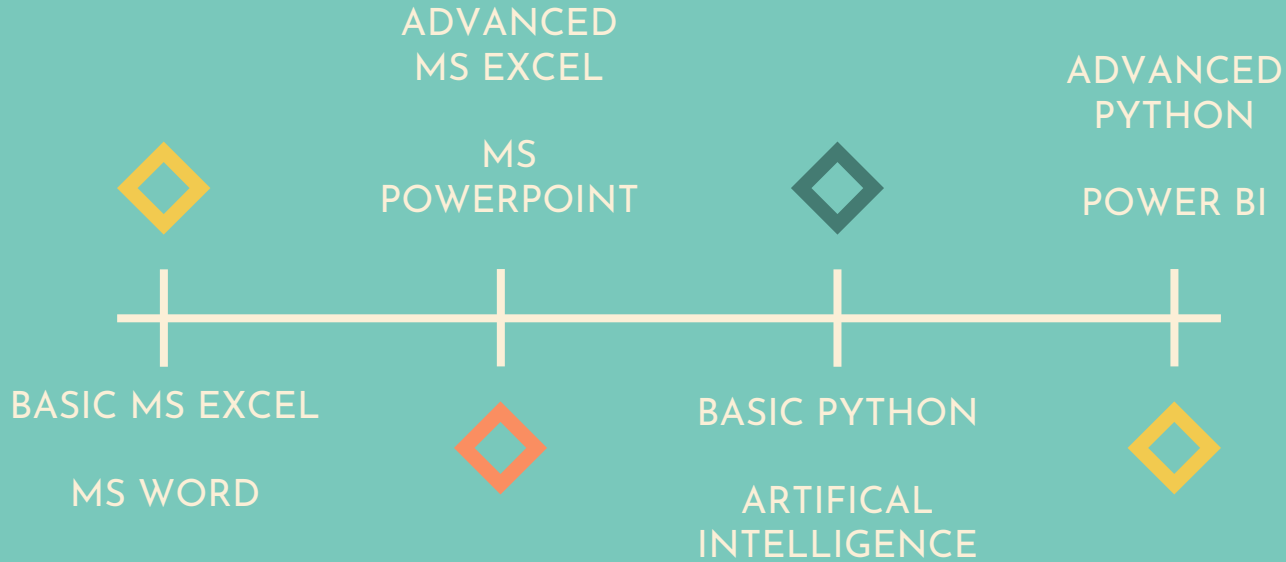 BASIC MS EXCEL
MS WORD
ADVANCED
MS EXCEL
MS
POWERPOINT
BASIC PYTHON
ARTIFICAL
INTELLIGENCE
ADVANCED
PYTHON
POWER BI